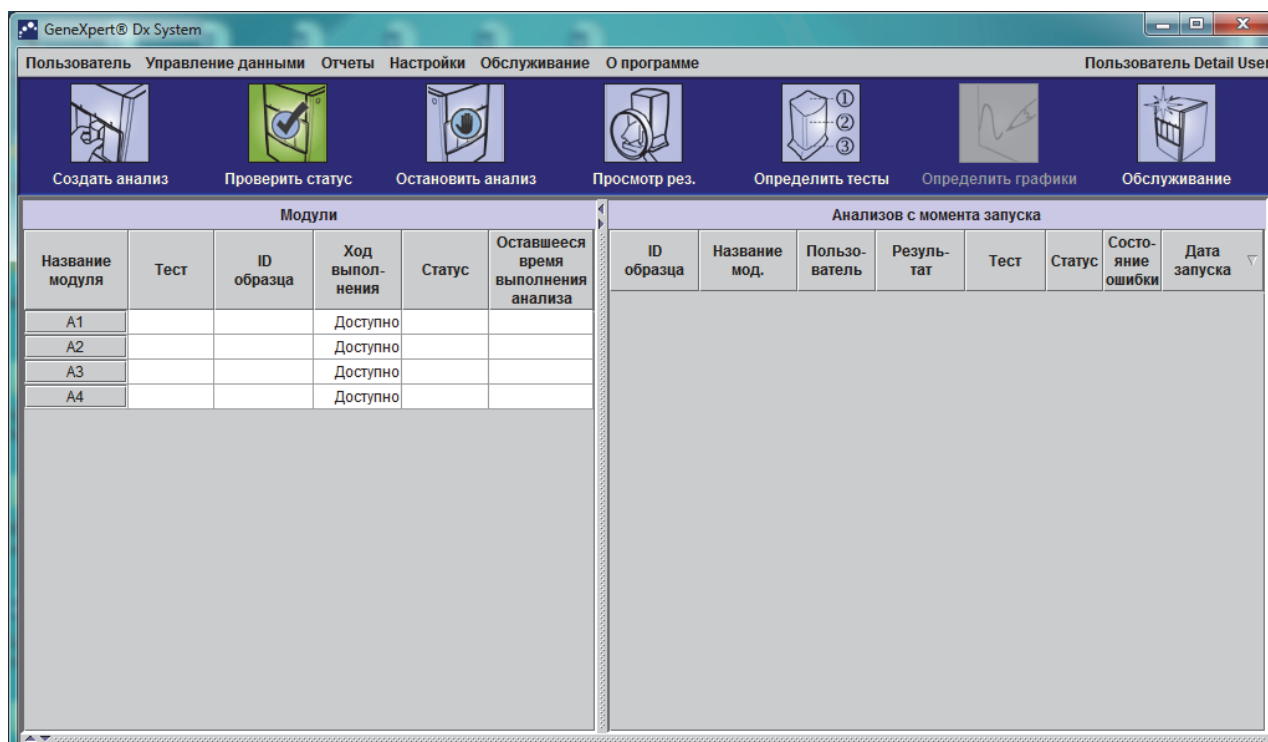 GeneXpert® Dx System
Пользователь Управление данными Отчеты Настройки Обслуживание О программе Пользователь Detail User
①
②
③
Создать анализ Проверить статус Остановить анализ Просмотр рез. Определить тесты Определить графики Обслуживание
Модули
Анализов с момента запуска
Название
модуля
Тест
ID
образца
Ход
выпол-
нения
Статус
Оставшееся
время
выполнения
анализа
ID
образца
Название
мод.
Пользо-
ватель
Резуль-
тат
Тест
Статус
Состо-
яние
ошибки
Дата
запуска
A1 Доступно
A2 Доступно
A3 Доступно
A4 Доступно